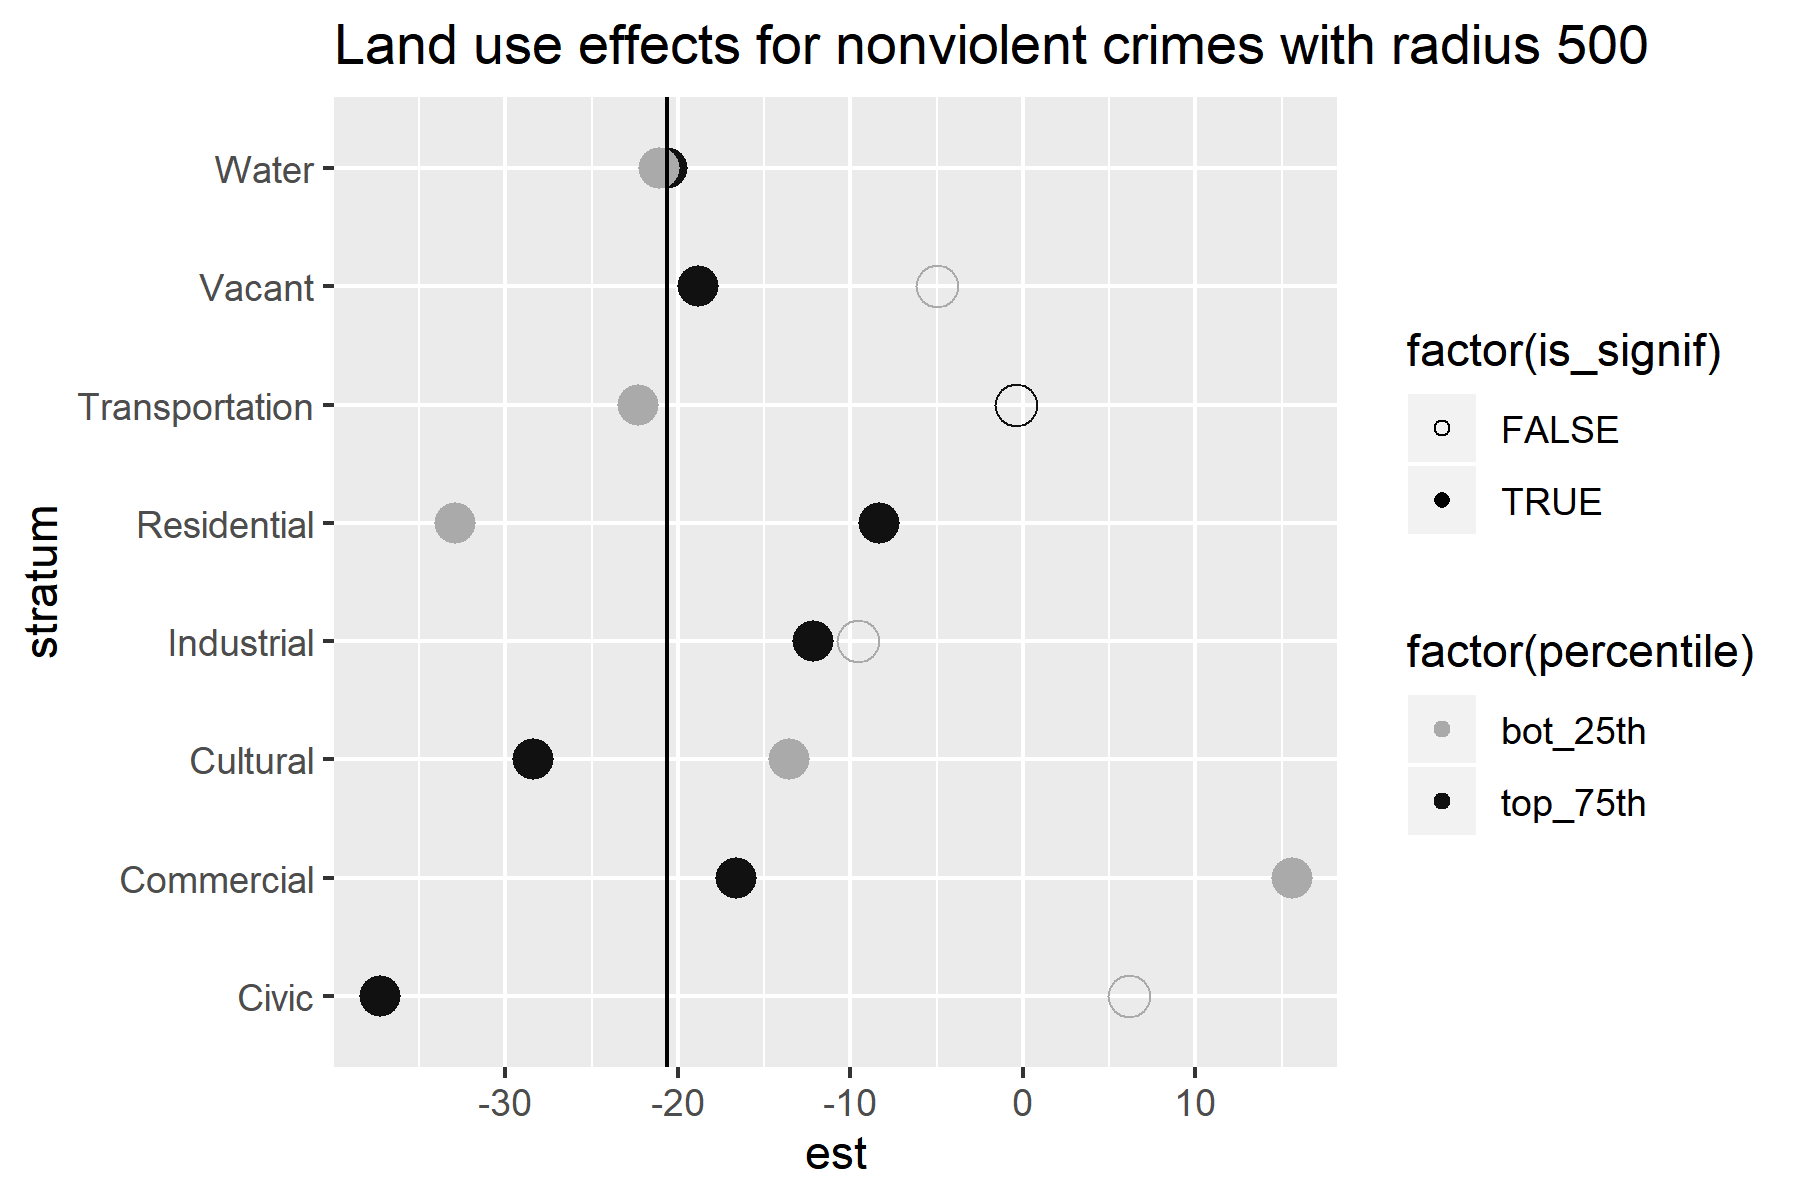 Land use effects for nonviolent crimes with radius 500
Water
Vacant
Transportation
Residential
Industrial
Cultural
Commercial
Civic
stratum
-30 -20 -10 0 10
est
factor(is_signif)
FALSE
TRUE
factor(percentile)
bot_25th
top_75th